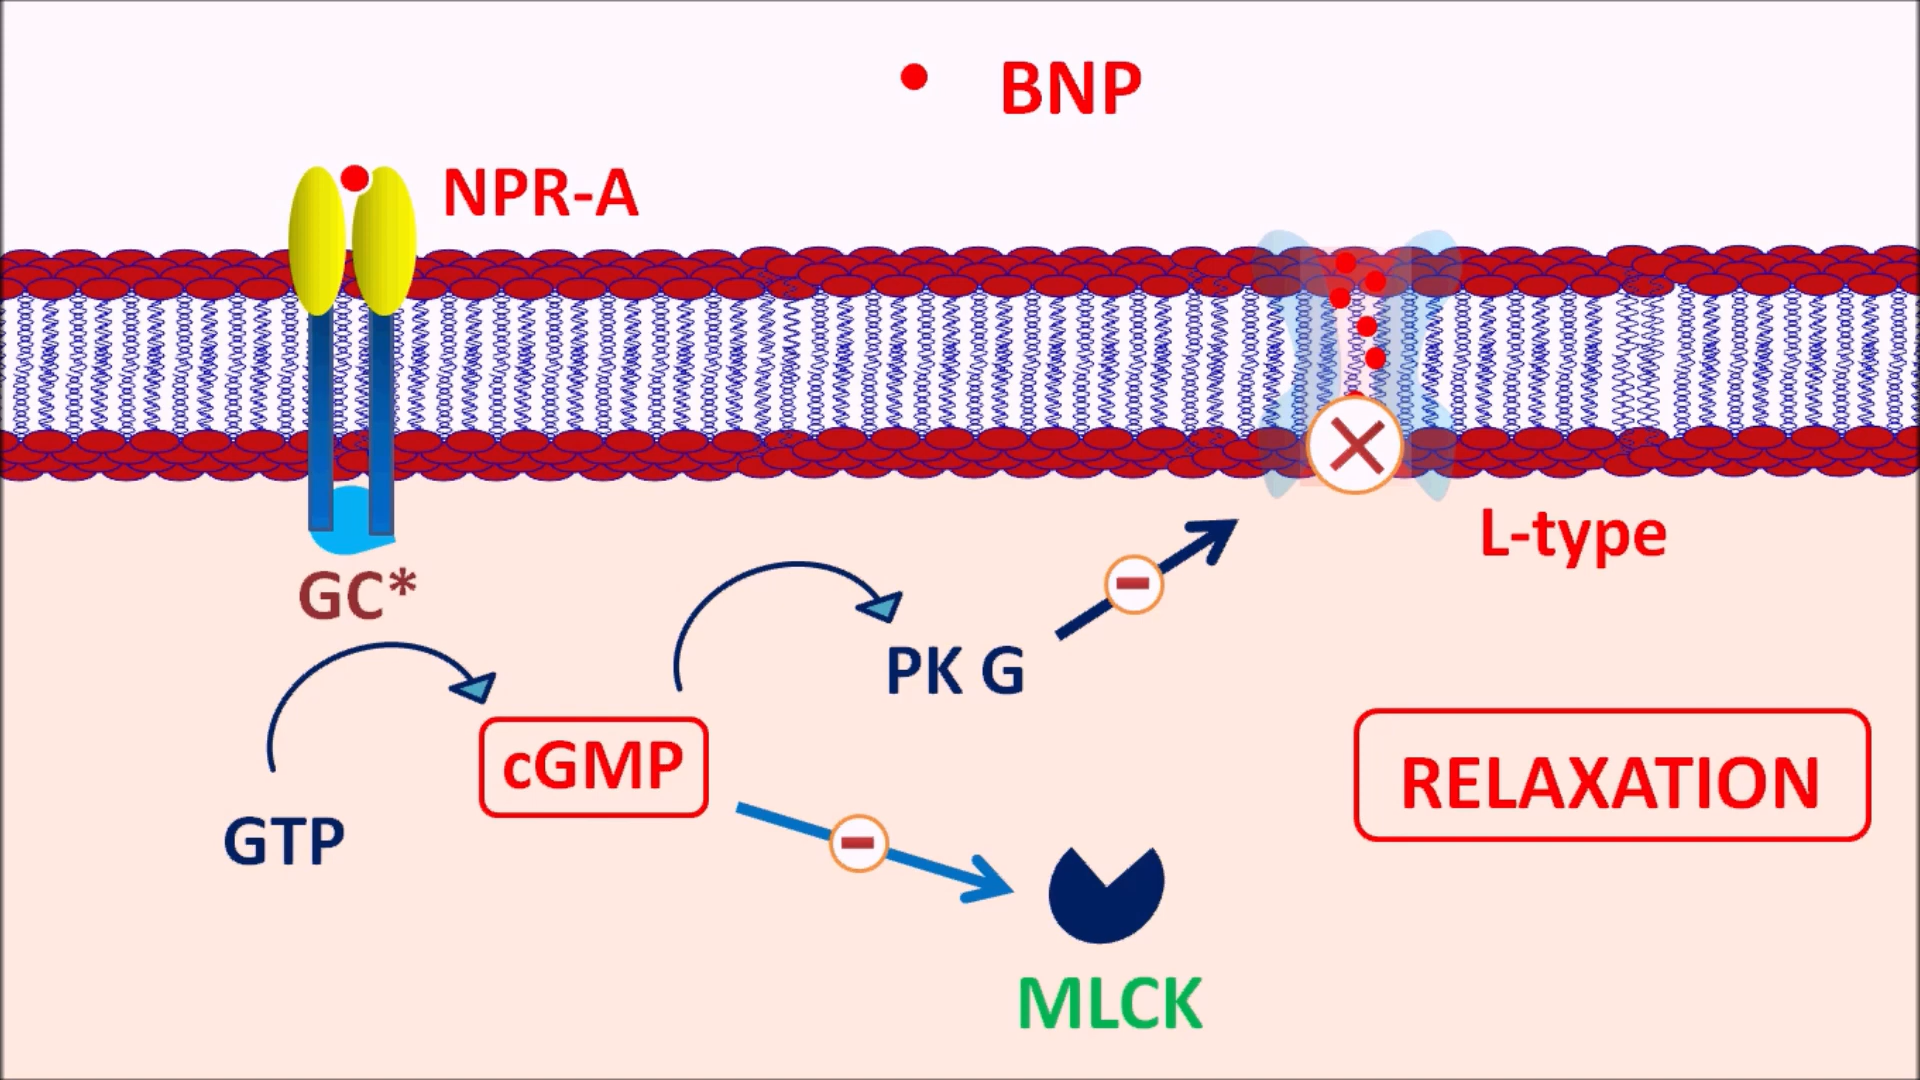 BNP
NPR-A
L-type
GC*
PK G
cGMP
RELAXATION
GTP
MLCK